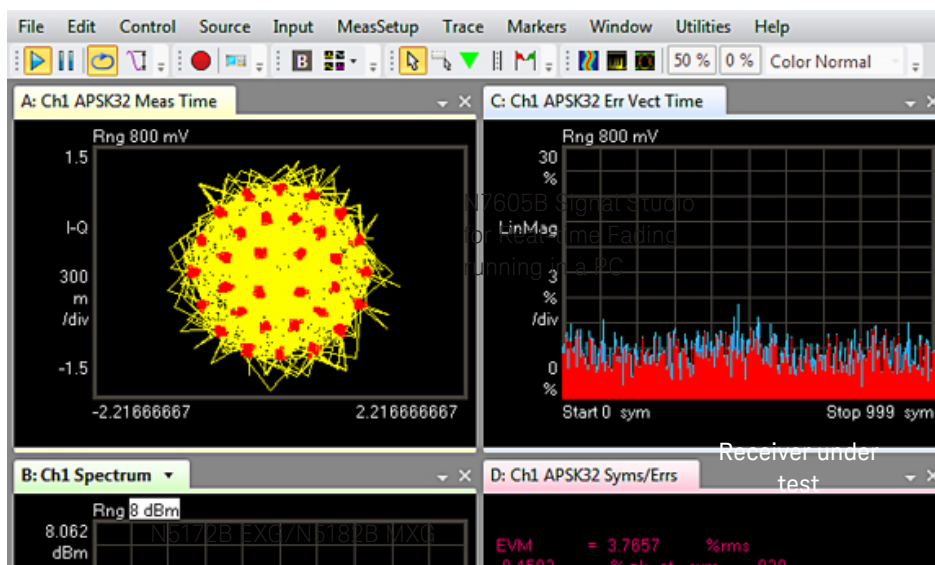 File Edit Control Source Input MeasSetup Trace Markers Window Utilities Help
B 50 % 0 % Color Normal
A: Ch1 APSK32 Meas Time
Rng 800 mV
1.5
I-Q
300
m
/div
-1.5
-2.21666667 2.216666667
C: Ch1 APSK32 Err Vect Time
Rng 800 mV
30
%
LinMag
3
%
/div
0
%
Start 0 sym Stop 999 sym
N7605B Signal Studio
for Real-Time Fading
running in a PC
B: Ch1 Spectrum
Rng 8 dBm
8.062
dBm
N5172B EXG/N5182B MXG
Receiver under
test
D: Ch1 APSK32 Syms/Errs
EVM = 3.7657 %rms